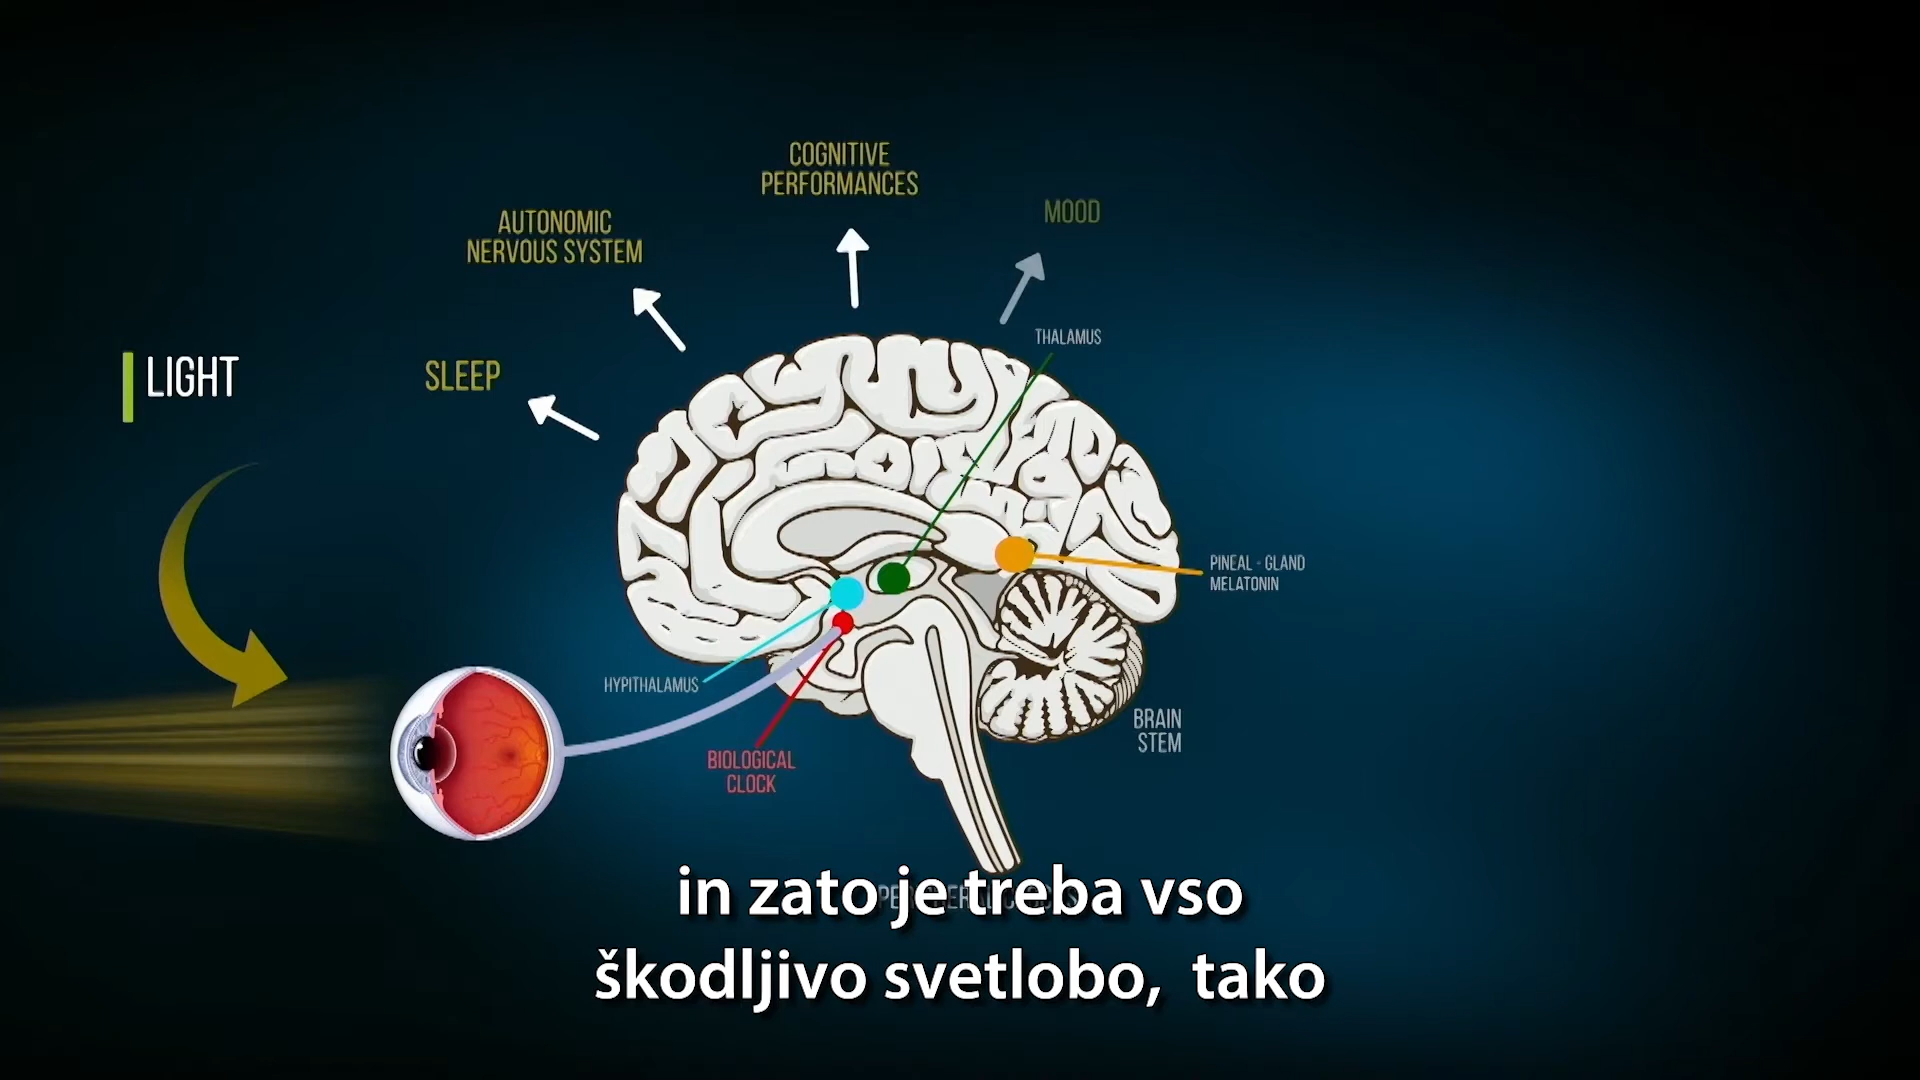 COGNITIVE
PERFORMANCES
MOOD
AUTONOMIC
NERVOUS SYSTEM
THALAMUS
LIGHT
SLEEP
PINEAL - GLAND
MELATONIN
HYPITHALAMUS
BRAIN
STEM
BIOLOGICAL
CLOCK
in zato je treba vso
škodljivo svetlobo, tako